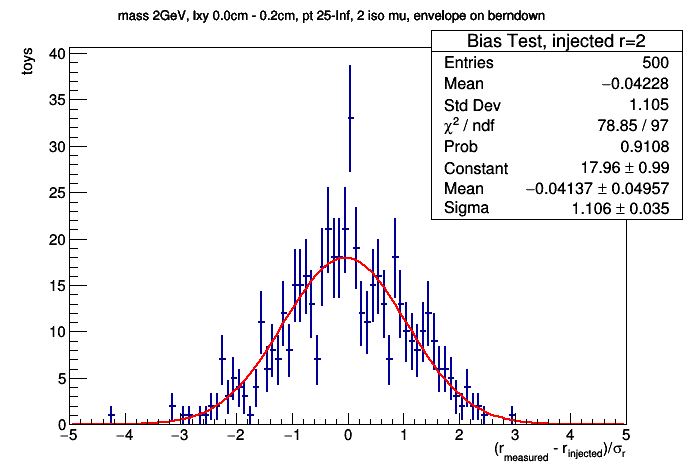 mass 2GeV, lxy 0.0cm - 0.2cm, pt 25-Inf, 2 iso mu, envelope on berndown
Bias Test, injected r=2
Entries 500
Mean −0.04228
Std Dev 1.105
χ² / ndf 78.85 / 97
Prob 0.9108
Constant 17.96 ± 0.99
Mean −0.04137 ± 0.04957
Sigma 1.106 ± 0.035
toys
40
35
30
25
20
15
10
5
0
−5 −4 −3 −2 −1 0 1 2 3 4 5
(r_measured - r_injected)/σ_r